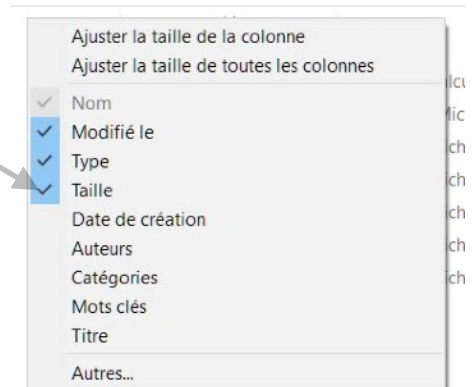 Ajuster la taille de la colonne
Ajuster la taille de toutes les colonnes
Nom
Modifié le
Type
Taille
Date de création
Auteurs
Catégories
Mots clés
Titre
Autres...